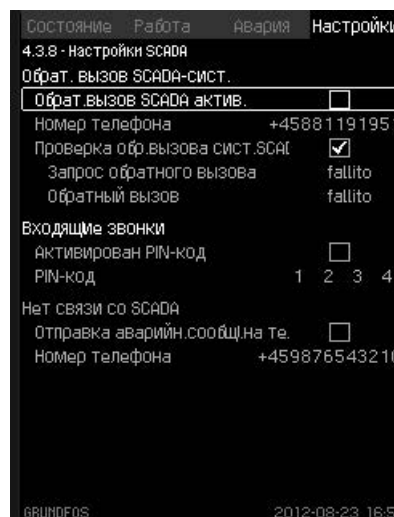 Состояние Работа Авария Настройки
4.3.8 - Настройки SCADA
Обрат. вызов SCADA-сист.
Обрат.вызов SCADA актив.
Номер телефона +4588119195
Проверка обр.вызова сист.SCA
Запрос обратного вызова fallito
Обратный вызов fallito
Входящие звонки
Активирован PIN-код
PIN-код 1 2 3 4
Нет связи со SCADA
Отправка аварийн.сообщ.на те.
Номер телефона +459876543210
GRUNDFOS 2012-08-23 16:5